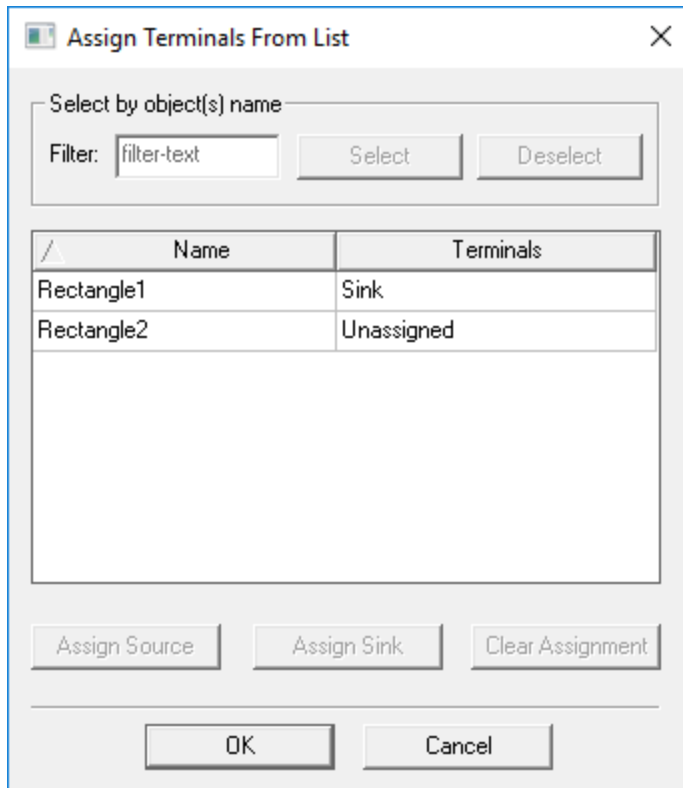 Assign Terminals From List
Select by object(s) name
Filter: filter-text Select Deselect
Name Terminals
Rectangle1 Sink
Rectangle2 Unassigned
Assign Source Assign Sink Clear Assignment
OK Cancel